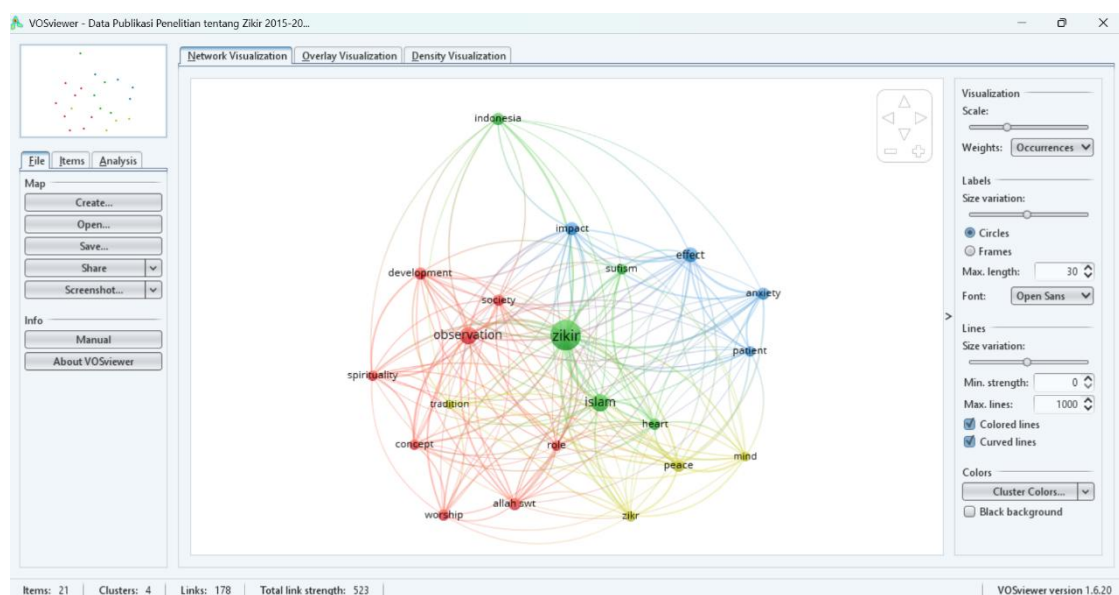 VOSviewer - Data Publikasi Penelitian tentang Zikir 2015-20...
Network Visualization Overlay Visualization Density Visualization
File Items Analysis
Map
Create...
Open...
Save...
Share
Screenshot...
Info
Manual
About VOSviewer
indonesia
impact
effect
sufism
development
anxiety
society
observation
zikir
patient
spirituality
tradition
islam
heart
concept
role
mind
peace
allah swt
worship
zikr
Visualization
Scale:
Weights: Occurrences
Labels
Size variation:
Circles
Frames
Max. length: 30
Font: Open Sans
>
Lines
Size variation:
Min. strength: 0
Max. lines: 1000
Colored lines
Curved lines
Colors
Cluster Colors...
Black background
Items: 21 Clusters: 4 Links: 178 Total link strength: 523 VOSviewer version 1.6.20